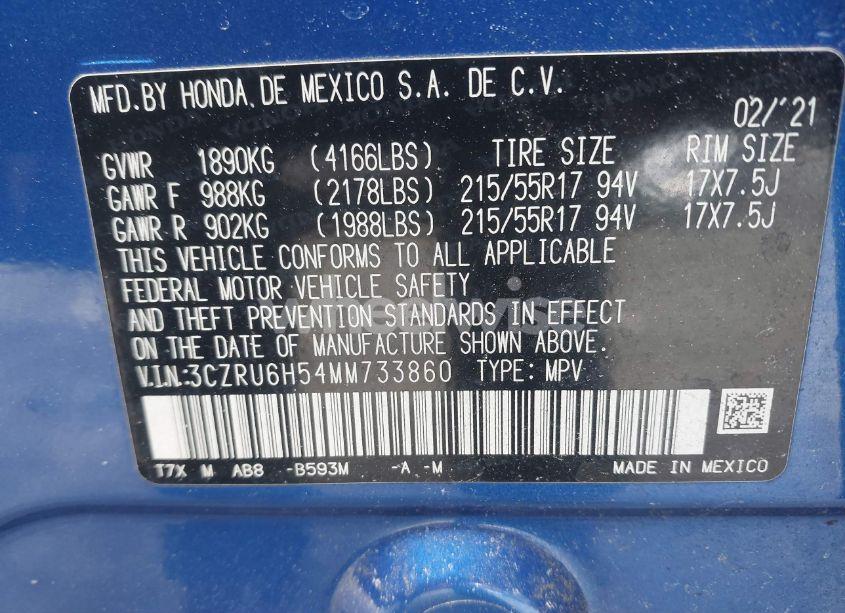 MFD.BY HONDA DE MEXICO S.A. DE C.V.
02/'21
GVWR 1890KG (4166LBS) TIRE SIZE RIM SIZE
GAWR F 988KG (2178LBS) 215/55R17 94V 17X7.5J
GAWR R 902KG (1988LBS) 215/55R17 94V 17X7.5J
THIS VEHICLE CONFORMS TO ALL APPLICABLE
FEDERAL MOTOR VEHICLE SAFETY
AND THEFT PREVENTION STANDARDS IN EFFECT
ON THE DATE OF MANUFACTURE SHOWN ABOVE.
V.I.N:3CZRU6H54MM733860 TYPE: MPV
T7X M AB8 -B593M -A -M MADE IN MEXICO